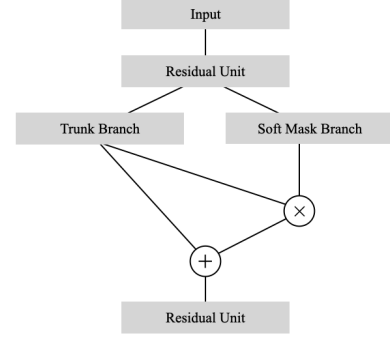 Input
Residual Unit
Trunk Branch
Soft Mask Branch
×
+
Residual Unit